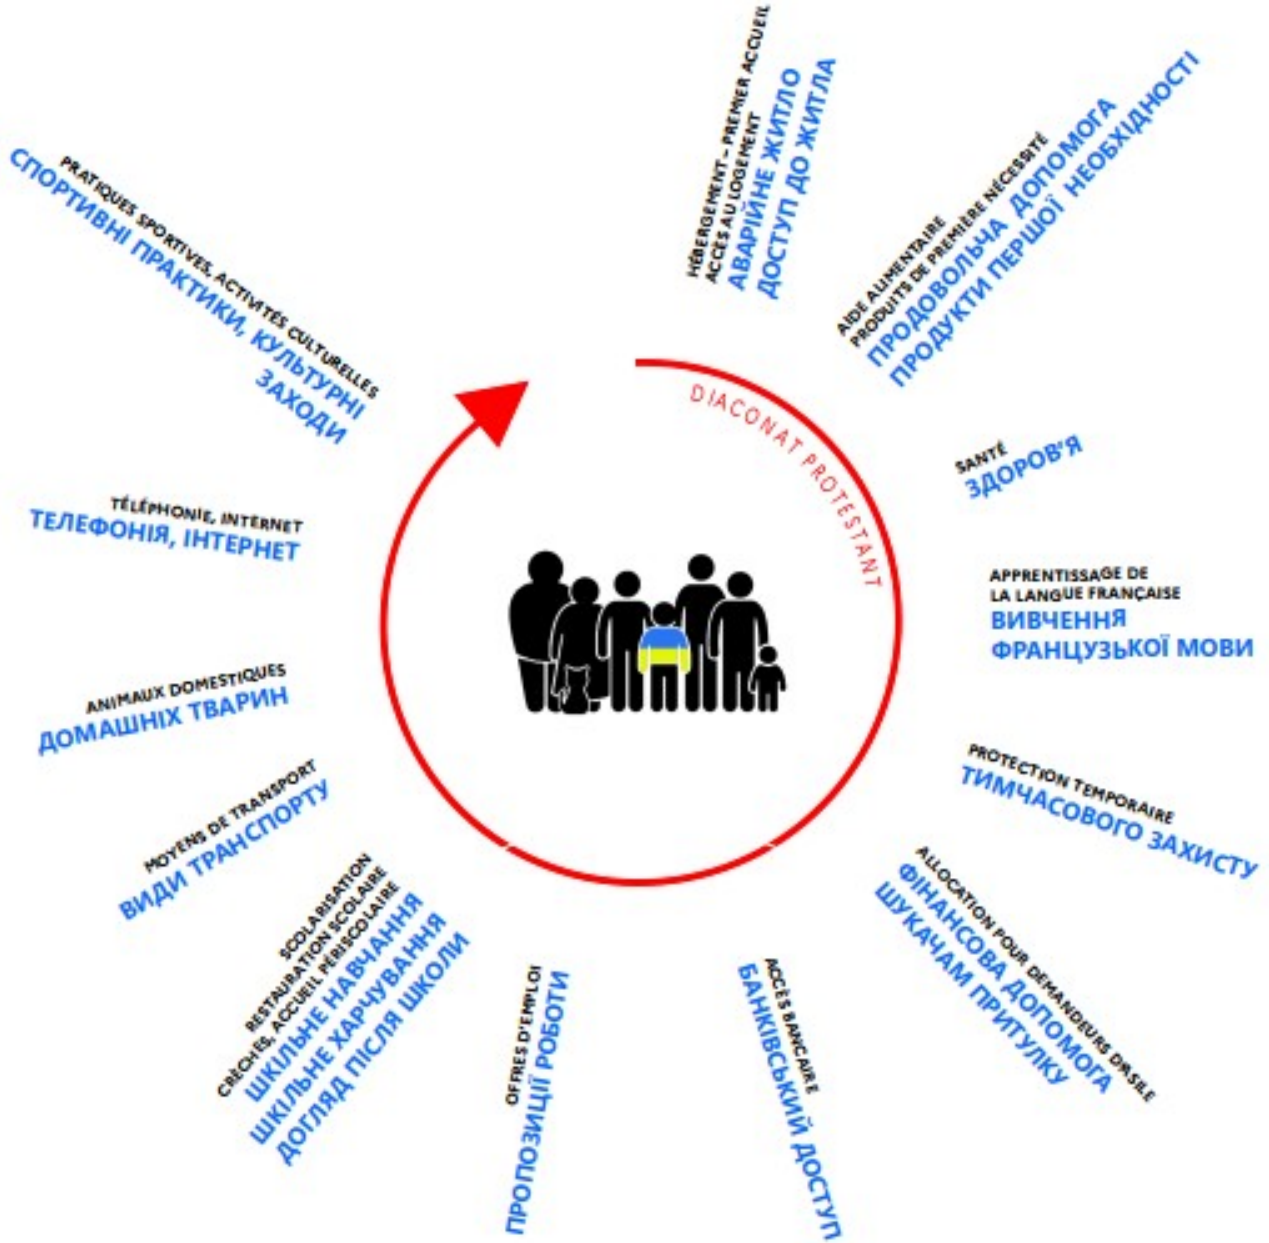 HÉBERGEMENT – PREMIER ACCUEIL
ACCÈS AU LOGEMENT
АВАРІЙНЕ ЖИТЛО
ДОСТУП ДО ЖИТЛА
AIDE ALIMENTAIRE
PRODUITS DE PREMIÈRE NÉCESSITÉ
ПРОДОВОЛЬЧА ДОПОМОГА
ПРОДУКТИ ПЕРШОЇ НЕОБХІДНОСТІ
SANTÉ
ЗДОРОВ'Я
APPRENTISSAGE DE
LA LANGUE FRANÇAISE
ВИВЧЕННЯ
ФРАНЦУЗЬКОЇ МОВИ
PROTECTION TEMPORAIRE
ТИМЧАСОВОГО ЗАХИСТУ
ALLOCATION POUR DEMANDEURS D'ASILE
ФІНАНСОВА ДОПОМОГА
ШУКАЧАМ ПРИТУЛКУ
ACCÈS BANCAIRE
БАНКІВСЬКИЙ ДОСТУП
OFFRES D'EMPLOI
ПРОПОЗИЦІЇ РОБОТИ
SCOLARISATION
RESTAURATION SCOLAIRE
CRÈCHES, ACCUEIL PÉRISCOLAIRE
ШКІЛЬНЕ НАВЧАННЯ
ШКІЛЬНЕ ХАРЧУВАННЯ
ДОГЛЯД ПІСЛЯ ШКОЛИ
MOYENS DE TRANSPORT
ВИДИ ТРАНСПОРТУ
ANIMAUX DOMESTIQUES
ДОМАШНІХ ТВАРИН
TÉLÉPHONIE, INTERNET
ТЕЛЕФОНІЯ, ІНТЕРНЕТ
PRATIQUES SPORTIVES, ACTIVITÉS CULTURELLES
СПОРТИВНІ ПРАКТИКИ, КУЛЬТУРНІ
ЗАХОДИ
DIACONAT PROTESTANT